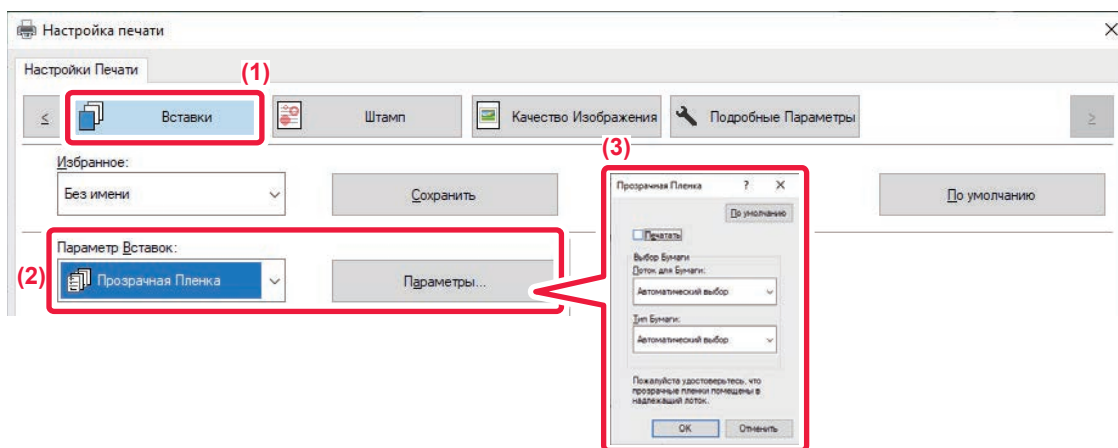 Настройка печати
Настройки Печати
(1)
≤ Вставки Штамп Качество Изображения Подробные Параметры ≥
(3)
Избранное:
Без имени Сохранить По умолчанию
(2)
Параметр Вставок:
Прозрачная Пленка Параметры...
Прозрачная Пленка ? ×
По умолчанию
Печатать
Выбор Бумаги
Лоток для Бумаги:
Автоматический выбор
Тип Бумаги:
Автоматический выбор
Пожалуйста удостоверьтесь, что
прозрачные пленки помещены в
надлежащий лоток.
OK Отменить